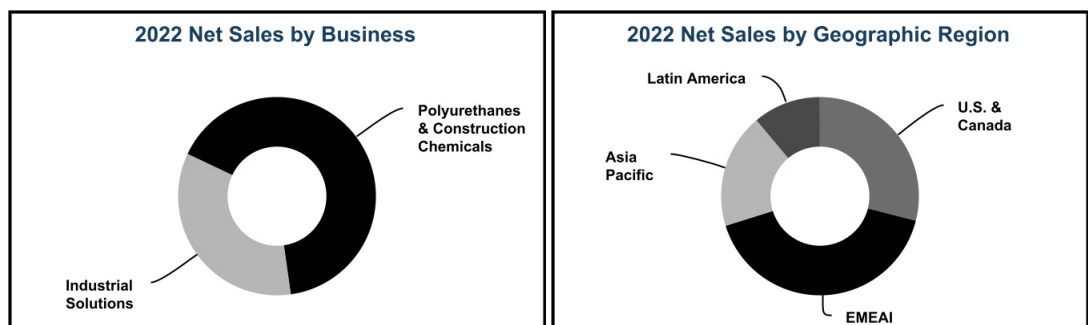 2022 Net Sales by Business
Polyurethanes
& Construction
Chemicals
Industrial
Solutions
2022 Net Sales by Geographic Region
Latin America
U.S. &
Canada
Asia
Pacific
EMEAI